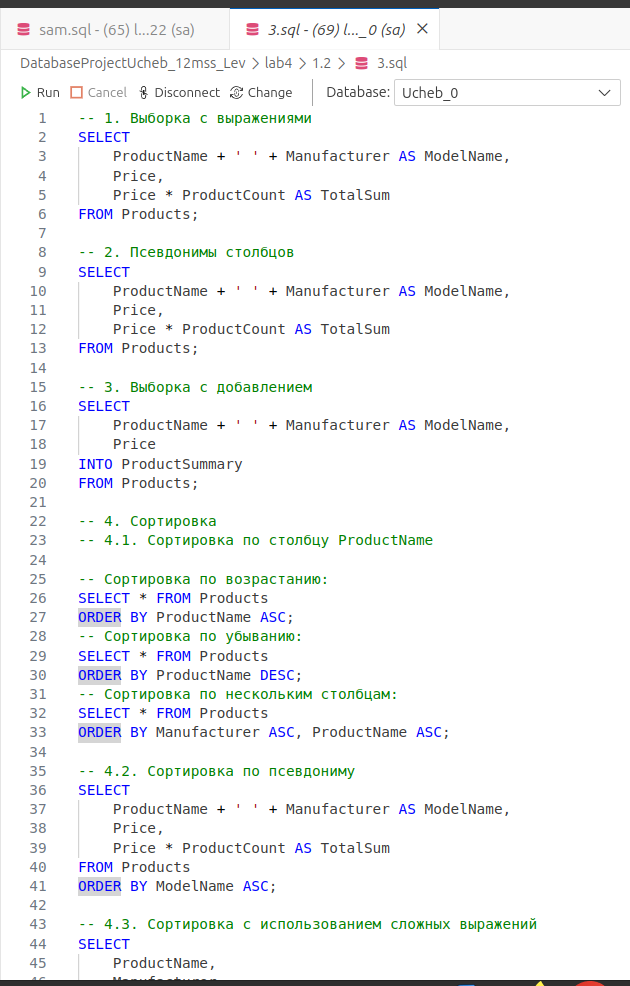 sam.sql - (65) l...22 (sa)
3.sql - (69) l..._0 (sa)
DatabaseProjectUcheb_12mss_Lev > lab4 > 1.2 > 3.sql
Run Cancel Disconnect Change Database: Ucheb_0
1 -- 1. Выборка с выражениями
2 SELECT
3 ProductName + ' ' + Manufacturer AS ModelName,
4 Price,
5 Price * ProductCount AS TotalSum
6 FROM Products;
7
8 -- 2. Псевдонимы столбцов
9 SELECT
10 ProductName + ' ' + Manufacturer AS ModelName,
11 Price,
12 Price * ProductCount AS TotalSum
13 FROM Products;
14
15 -- 3. Выборка с добавлением
16 SELECT
17 ProductName + ' ' + Manufacturer AS ModelName,
18 Price
19 INTO ProductSummary
20 FROM Products;
21
22 -- 4. Сортировка
23 -- 4.1. Сортировка по столбцу ProductName
24
25 -- Сортировка по возрастанию:
26 SELECT * FROM Products
27 ORDER BY ProductName ASC;
28 -- Сортировка по убыванию:
29 SELECT * FROM Products
30 ORDER BY ProductName DESC;
31 -- Сортировка по нескольким столбцам:
32 SELECT * FROM Products
33 ORDER BY Manufacturer ASC, ProductName ASC;
34
35 -- 4.2. Сортировка по псевдониму
36 SELECT
37 ProductName + ' ' + Manufacturer AS ModelName,
38 Price,
39 Price * ProductCount AS TotalSum
40 FROM Products
41 ORDER BY ModelName ASC;
42
43 -- 4.3. Сортировка с использованием сложных выражений
44 SELECT
45 ProductName,